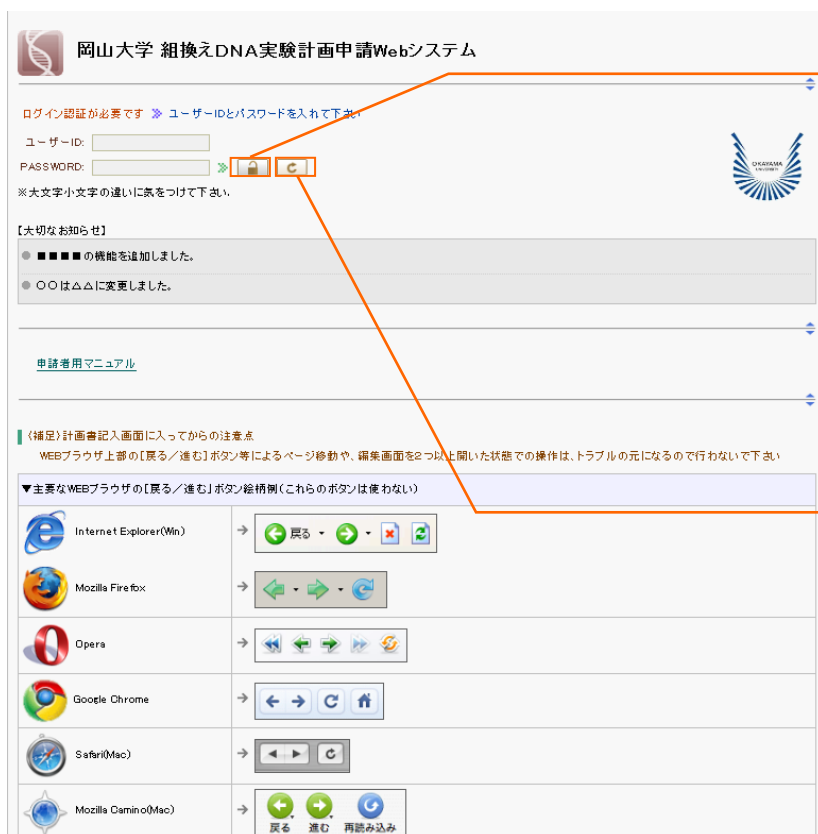 岡山大学 組換えDNA実験計画申請Webシステム
ログイン認証が必要です ≫ ユーザーIDとパスワードを入れて下さい
ユーザーID:
PASSWORD:
OKAYAMA
UNIVERSITY
※大文字小文字の違いに気をつけて下さい.
【大切なお知らせ】
■■■■の機能を追加しました。
○○は△△に変更しました。
申請者用マニュアル
(補足)計画書記入画面に入ってからの注意点
WEBブラウザ上部の[戻る/進む]ボタン等によるページ移動や、編集画面を2つ以上開いた状態での操作は、トラブルの元になるので行わないで下さい
▼主要なWEBブラウザの[戻る/進む]ボタン絵柄例(これらのボタンは使わない)
Internet Explorer(Win) → 戻る
Mozilla Firefox →
Opera →
Google Chrome →
Safari(Mac) →
Mozilla Camino(Mac) → 戻る 進む 再読み込み